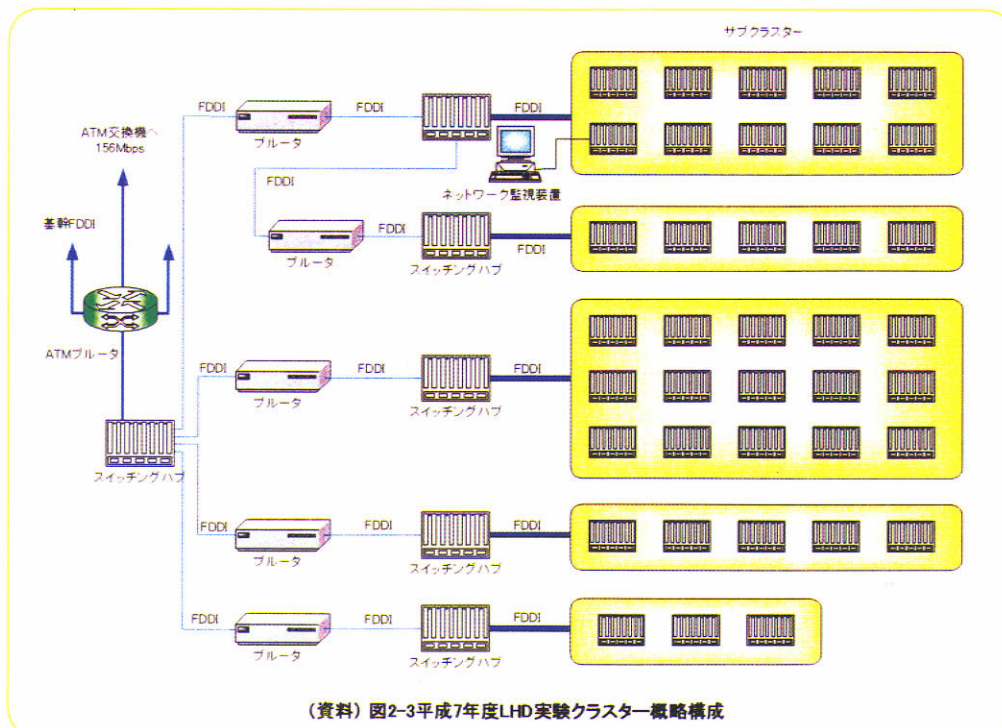 サブクラスター
FDDI
FDDI
FDDI
ブルータ
ATM交換機へ
156Mbps
FDDI
ネットワーク監視装置
基幹FDDI
FDDI
FDDI
ブルータ
スイッチングハブ
ATMブルータ
FDDI
FDDI
FDDI
ブルータ
スイッチングハブ
スイッチングハブ
FDDI
FDDI
FDDI
ブルータ
スイッチングハブ
FDDI
FDDI
FDDI
ブルータ
スイッチングハブ
(資料) 図2-3平成7年度LHD実験クラスター概略構成